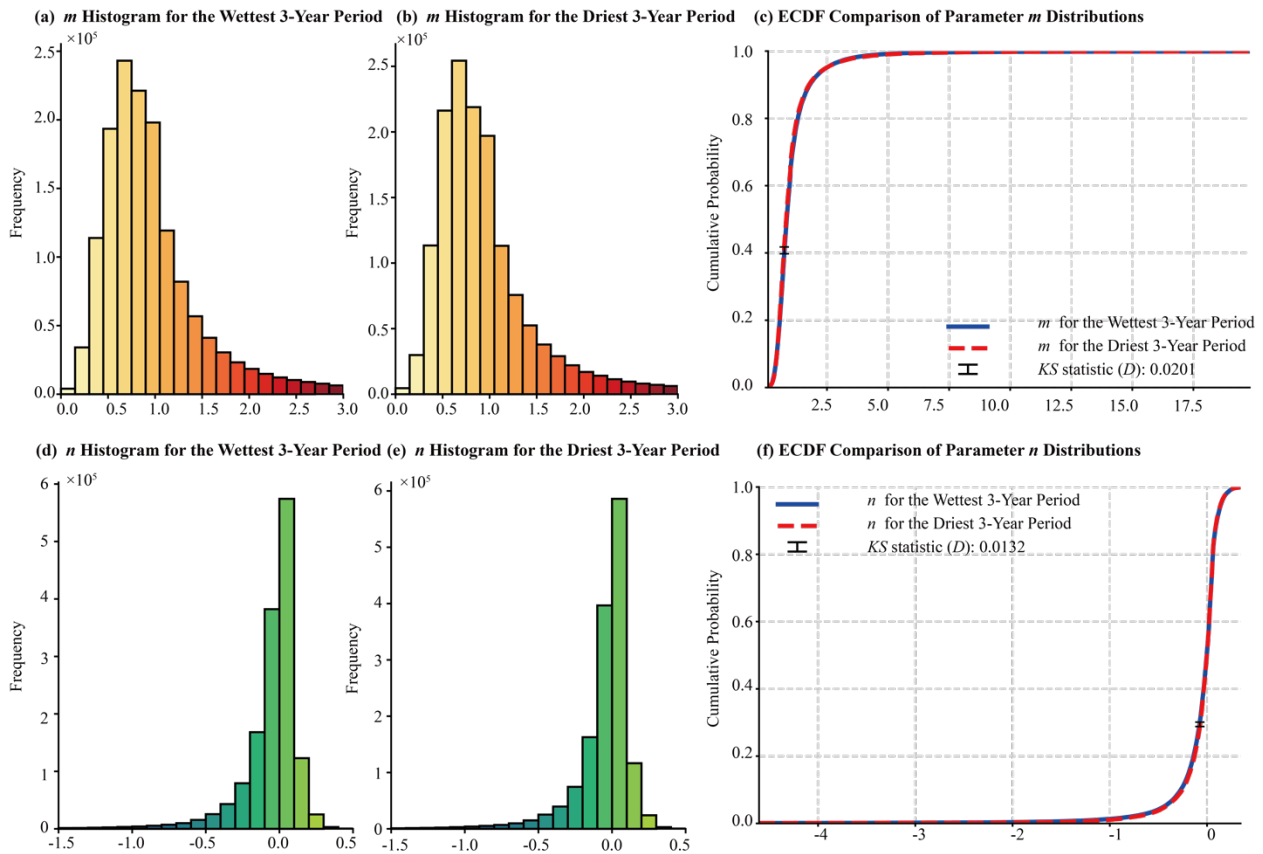 (a) m Histogram for the Wettest 3-Year Period
×10⁵
2.5
2.0
1.5
1.0
0.5
0.0
Frequency
0.0 0.5 1.0 1.5 2.0 2.5 3.0
(b) m Histogram for the Driest 3-Year Period
×10⁵
2.5
2.0
1.5
1.0
0.5
0.0
Frequency
0.0 0.5 1.0 1.5 2.0 2.5 3.0
(c) ECDF Comparison of Parameter m Distributions
1.0
0.8
0.6
0.4
0.2
0.0
Cumulative Probability
m for the Wettest 3-Year Period
m for the Driest 3-Year Period
KS statistic (D): 0.0201
2.5 5.0 7.5 10.0 12.5 15.0 17.5
(d) n Histogram for the Wettest 3-Year Period
×10⁵
6
5
4
3
2
1
0
Frequency
-1.5 -1.0 -0.5 0.0 0.5
(e) n Histogram for the Driest 3-Year Period
×10⁵
6
5
4
3
2
1
0
Frequency
-1.5 -1.0 -0.5 0.0 0.5
(f) ECDF Comparison of Parameter n Distributions
1.0
0.8
0.6
0.4
0.2
0.0
Cumulative Probability
n for the Wettest 3-Year Period
n for the Driest 3-Year Period
KS statistic (D): 0.0132
-4 -3 -2 -1 0